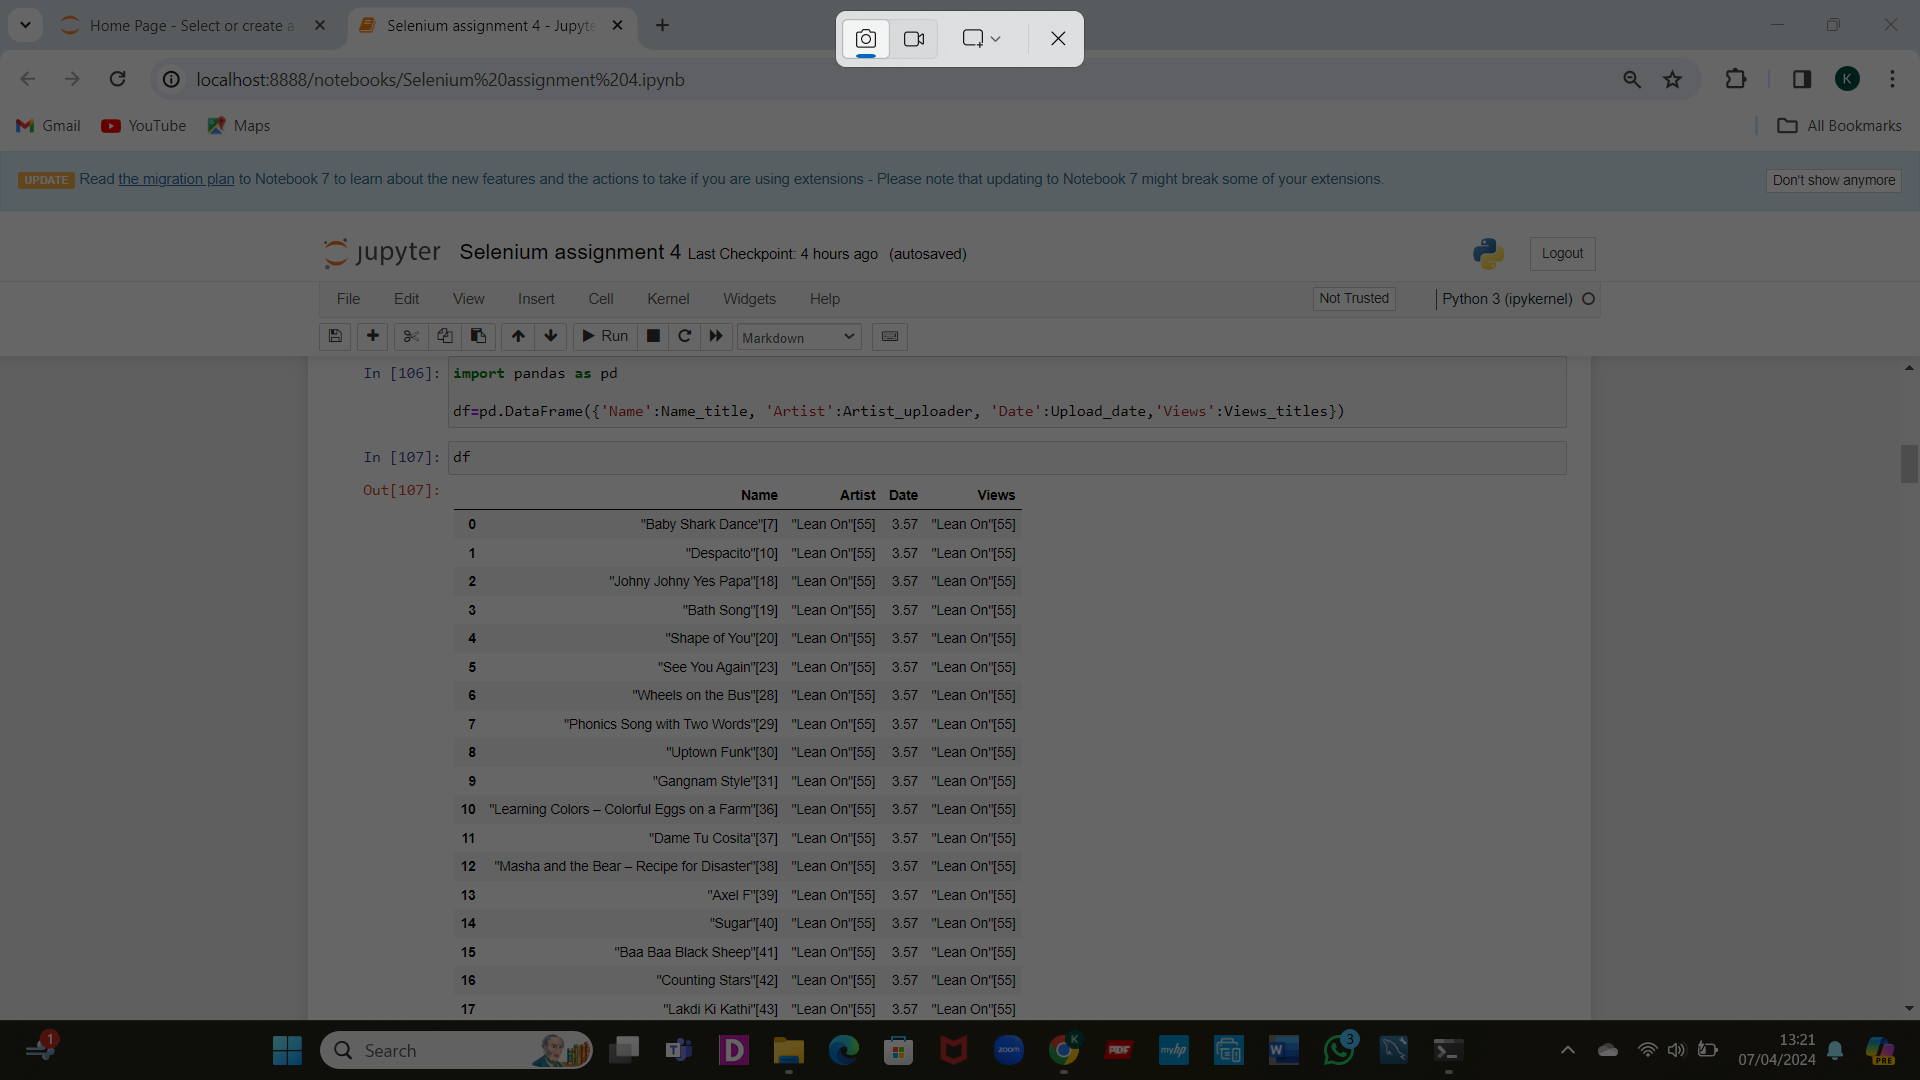 Home Page - Select or create a
Selenium assignment 4 - Jupyte
localhost:8888/notebooks/Selenium%20assignment%204.ipynb
K
Gmail
YouTube
Maps
All Bookmarks
UPDATE Read the migration plan to Notebook 7 to learn about the new features and the actions to take if you are using extensions - Please note that updating to Notebook 7 might break some of your extensions.
Don't show anymore
jupyter Selenium assignment 4 Last Checkpoint: 4 hours ago (autosaved)
Logout
File Edit View Insert Cell Kernel Widgets Help
Not Trusted
Python 3 (ipykernel)
Run
Markdown
In [106]: import pandas as pd
df=pd.DataFrame({'Name':Name_title, 'Artist':Artist_uploader, 'Date':Upload_date,'Views':Views_titles})
In [107]: df
Out[107]:
Name Artist Date Views
0 "Baby Shark Dance"[7] "Lean On"[55] 3.57 "Lean On"[55]
1 "Despacito"[10] "Lean On"[55] 3.57 "Lean On"[55]
2 "Johny Johny Yes Papa"[18] "Lean On"[55] 3.57 "Lean On"[55]
3 "Bath Song"[19] "Lean On"[55] 3.57 "Lean On"[55]
4 "Shape of You"[20] "Lean On"[55] 3.57 "Lean On"[55]
5 "See You Again"[23] "Lean On"[55] 3.57 "Lean On"[55]
6 "Wheels on the Bus"[28] "Lean On"[55] 3.57 "Lean On"[55]
7 "Phonics Song with Two Words"[29] "Lean On"[55] 3.57 "Lean On"[55]
8 "Uptown Funk"[30] "Lean On"[55] 3.57 "Lean On"[55]
9 "Gangnam Style"[31] "Lean On"[55] 3.57 "Lean On"[55]
10 "Learning Colors – Colorful Eggs on a Farm"[36] "Lean On"[55] 3.57 "Lean On"[55]
11 "Dame Tu Cosita"[37] "Lean On"[55] 3.57 "Lean On"[55]
12 "Masha and the Bear – Recipe for Disaster"[38] "Lean On"[55] 3.57 "Lean On"[55]
13 "Axel F"[39] "Lean On"[55] 3.57 "Lean On"[55]
14 "Sugar"[40] "Lean On"[55] 3.57 "Lean On"[55]
15 "Baa Baa Black Sheep"[41] "Lean On"[55] 3.57 "Lean On"[55]
16 "Counting Stars"[42] "Lean On"[55] 3.57 "Lean On"[55]
17 "Lakdi Ki Kathi"[43] "Lean On"[55] 3.57 "Lean On"[55]
1
Search
D
zoom
K
PDF
myhp
W
3
13:21
07/04/2024
PRE